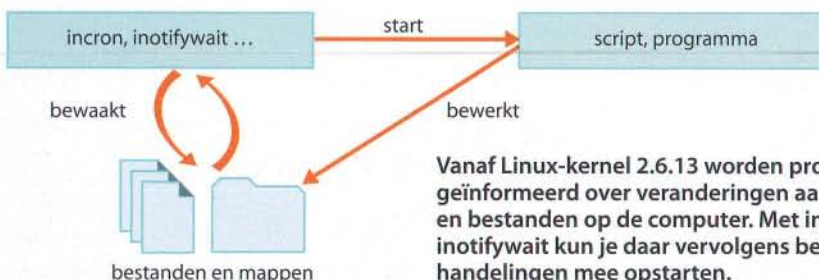 incron, inotifywait …
start
script, programma
bewaakt
bewerkt
bestanden en mappen
Vanaf Linux-kernel 2.6.13 worden
geïnformeerd over veranderingen
en bestanden op de computer. Met
inotifywait kun je daar vervolgens
handelingen mee opstarten.